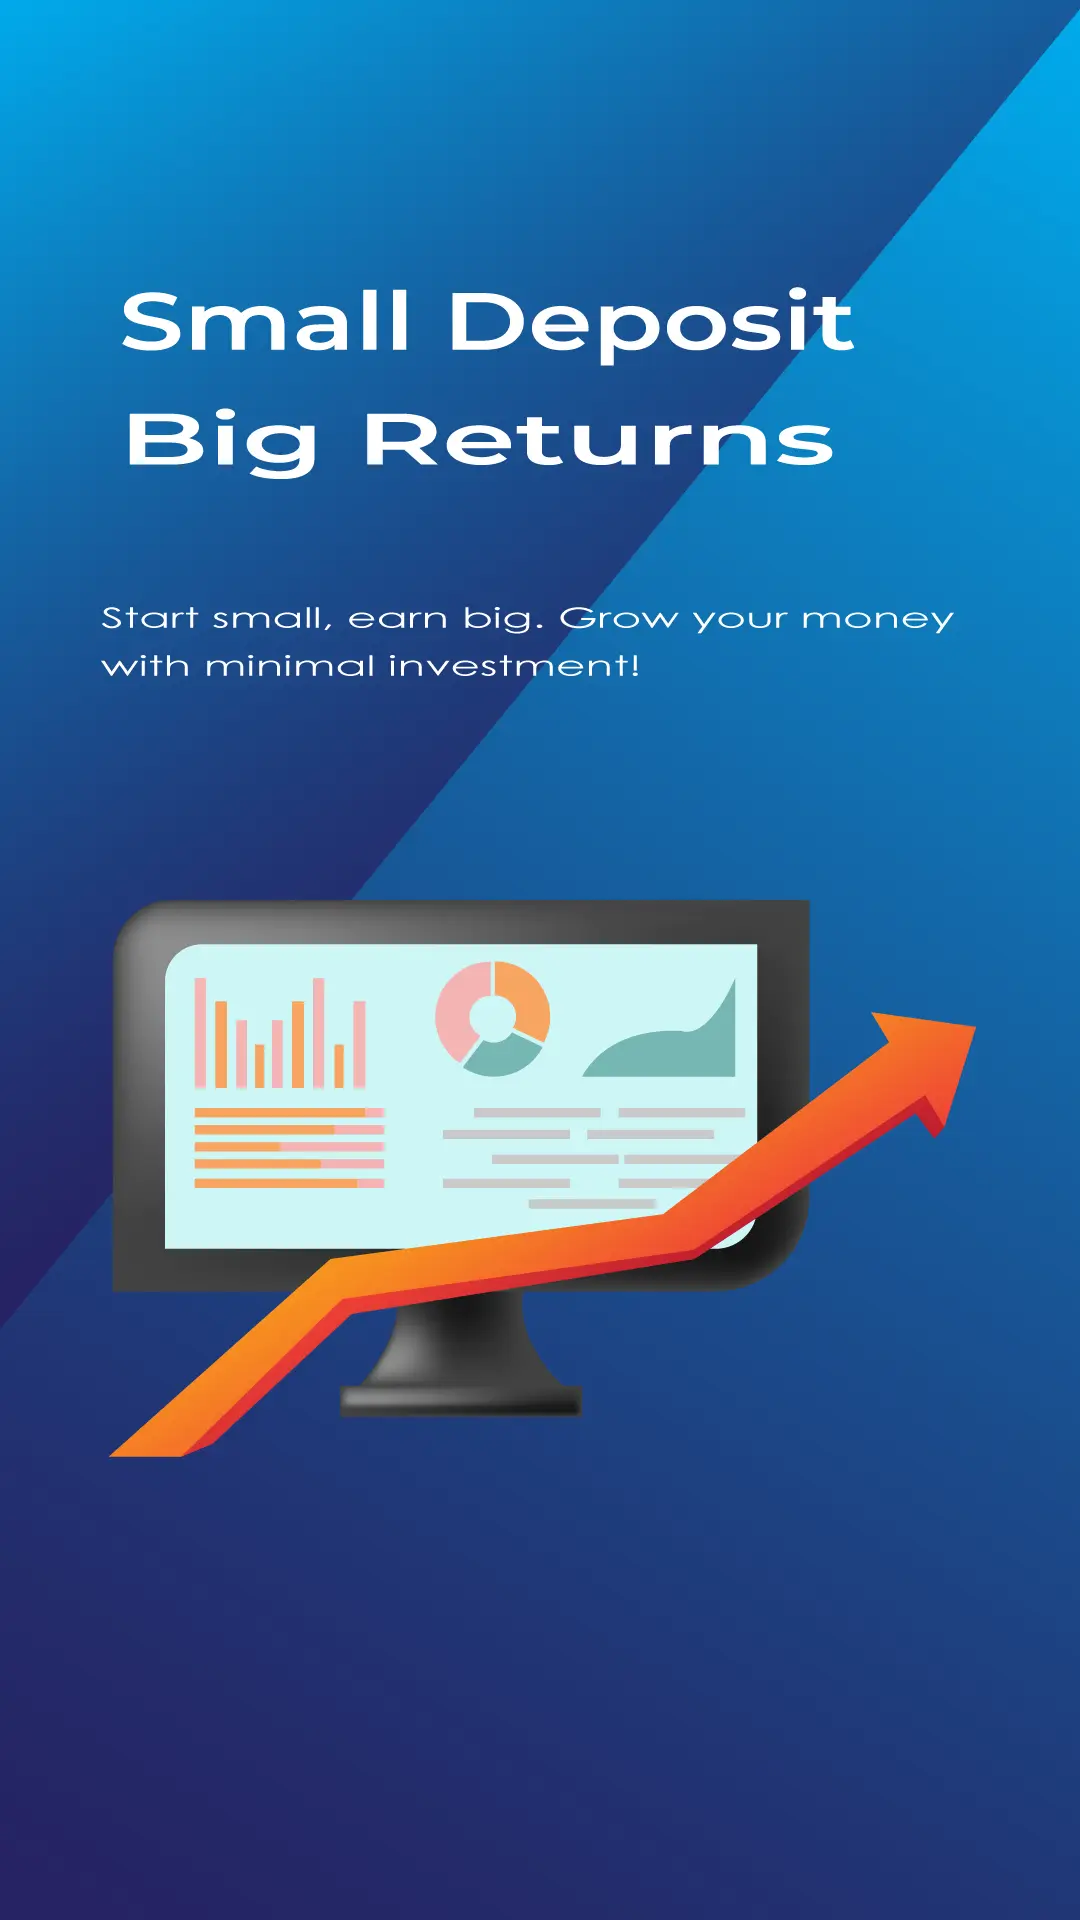 Small Deposit
Big Returns
Start small, earn big. Grow your money
with minimal investment!